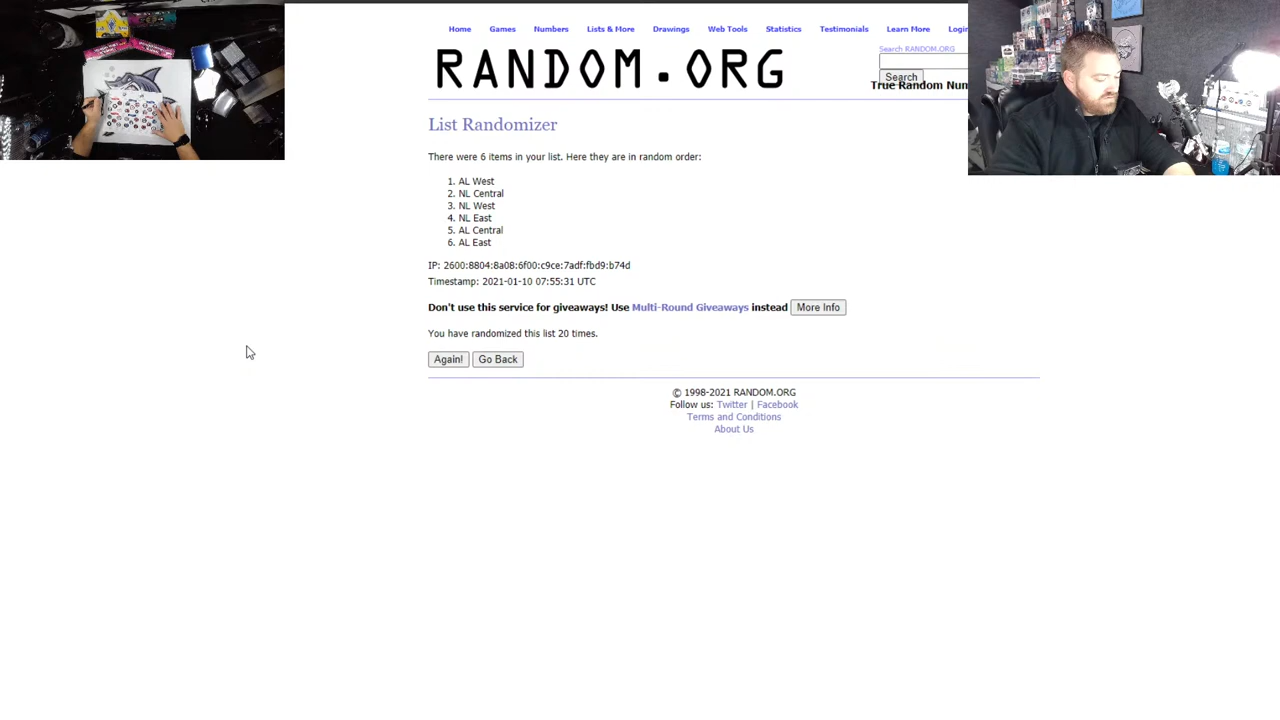 Home Games Numbers Lists & More Drawings Web Tools Statistics Testimonials Learn More Login
RANDOM.ORG
Search RANDOM.ORG
Search
True Random Num
List Randomizer
There were 6 items in your list. Here they are in random order:
1. AL West
2. NL Central
3. NL West
4. NL East
5. AL Central
6. AL East
IP: 2600:8804:8a08:6f00:c9ce:7adf:fbd9:b74d
Timestamp: 2021-01-10 07:55:31 UTC
Don't use this service for giveaways! Use Multi-Round Giveaways instead More Info
You have randomized this list 20 times.
Again! Go Back
© 1998-2021 RANDOM.ORG
Follow us: Twitter | Facebook
Terms and Conditions
About Us